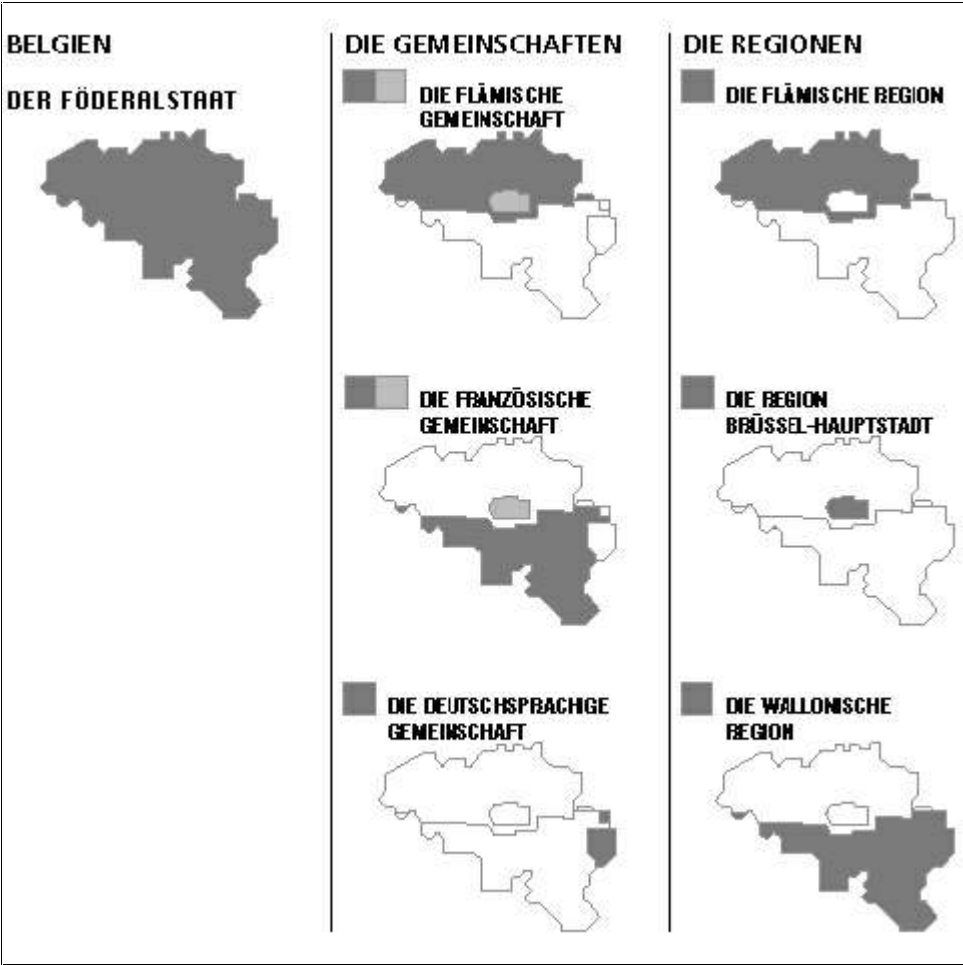 BELGIEN
DER FÖDERALSTAAT
DIE GEMEINSCHAFTEN
DIE FLÄMISCHE
GEMEINSCHAFT
DIE FRANZÖSISCHE
GEMEINSCHAFT
DIE DEUTSCHSPRACHIGE
GEMEINSCHAFT
DIE REGIONEN
DIE FLÄMISCHE REGION
DIE REGION
BRÜSSEL-HAUPTSTADT
DIE WALLONISCHE
REGION